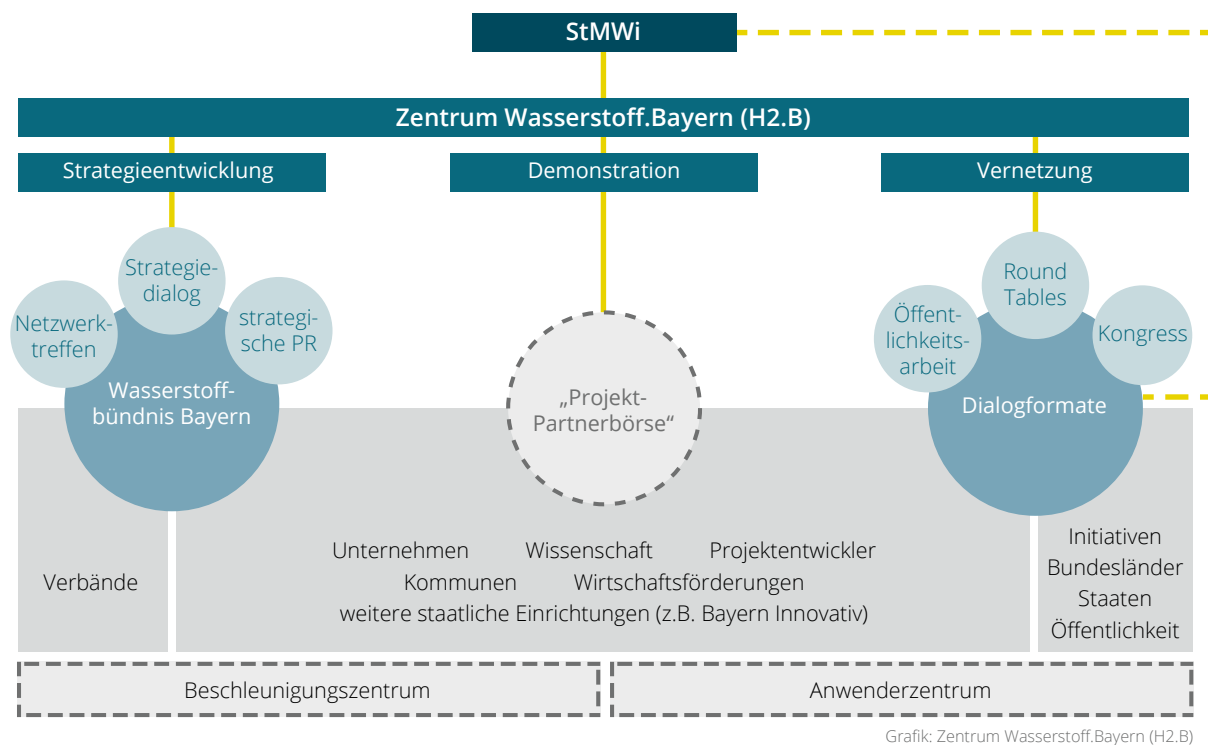 StMWi
Zentrum Wasserstoff.Bayern (H2.B)
Strategieentwicklung
Demonstration
Vernetzung
Strategie-
dialog
Netzwerk-
treffen
strategi-
sche PR
Wasserstoff-
bündnis Bayern
„Projekt-
Partnerbörse“
Round
Tables
Öffent-
lichkeits-
arbeit
Kongress
Dialogformate
Verbände
Unternehmen Wissenschaft Projektentwickler
Kommunen Wirtschaftsförderungen
weitere staatliche Einrichtungen (z.B. Bayern Innovativ)
Initiativen
Bundesländer
Staaten
Öffentlichkeit
Beschleunigungszentrum
Anwenderzentrum
Grafik: Zentrum Wasserstoff.Bayern (H2.B)